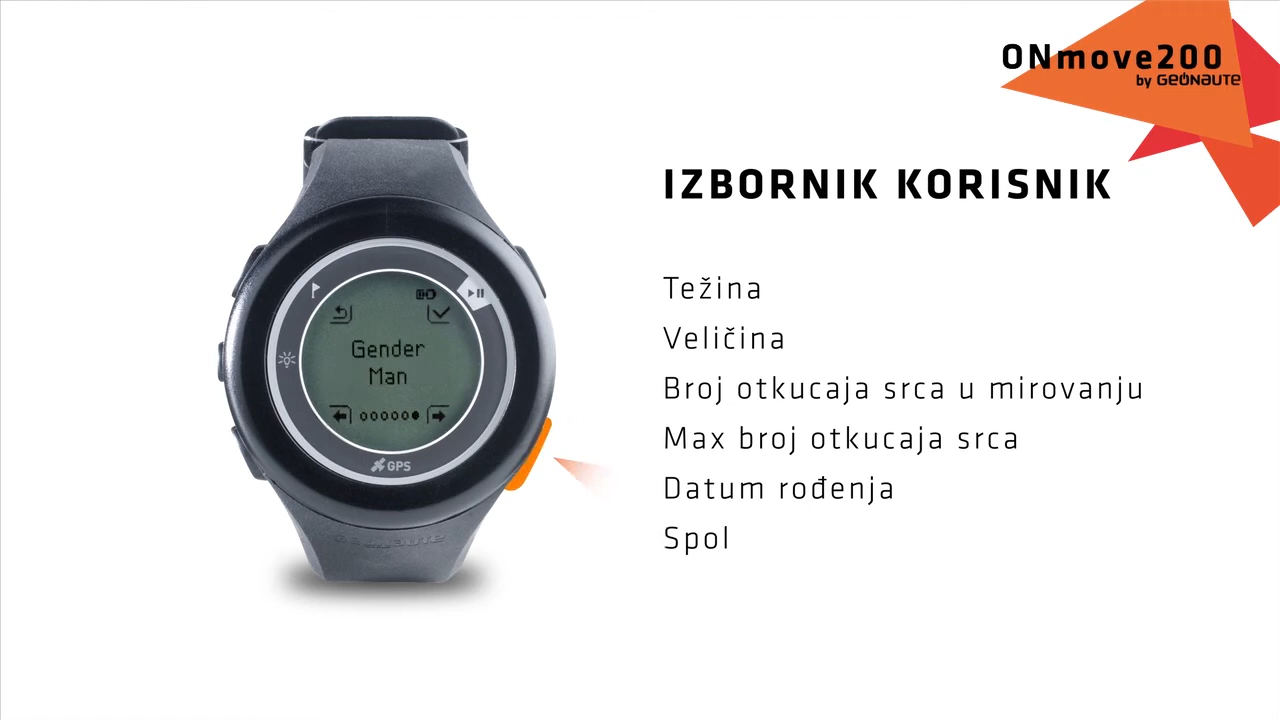 ONmove200
by GEONAUTE
IZBORNIK KORISNIK
Težina
Veličina
Broj otkucaja srca u mirovanju
Max broj otkucaja srca
Datum rođenja
Spol
Gender
Man
GPS
GEONAUTE